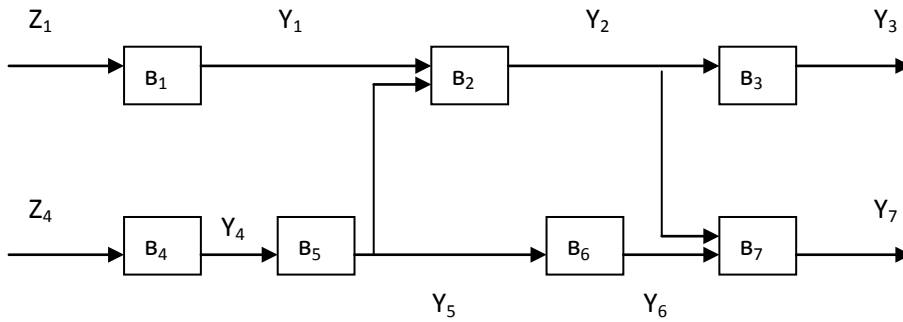 Z₁ Y₁ Y₂ Y₃
B₁ B₂ B₃
Z₄ Y₄ Y₇
B₄ B₅ B₆ B₇
Y₅ Y₆